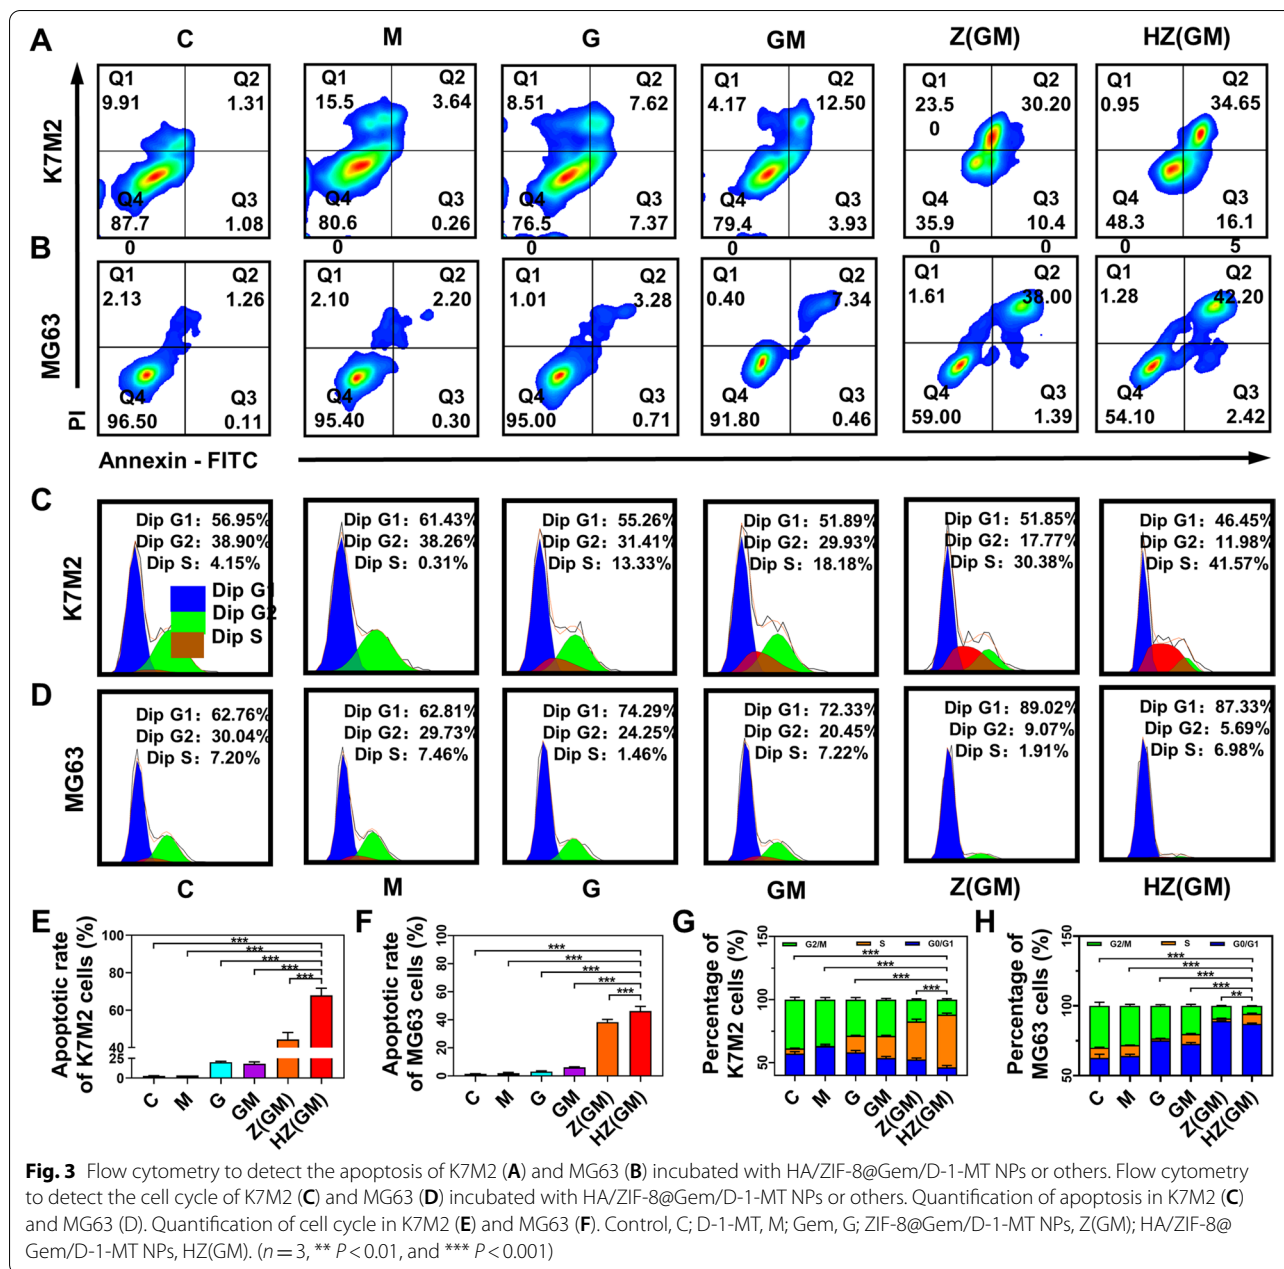 A
C
M
G
GM
Z(GM)
HZ(GM)
K7M2
Q1
9.91
Q2
1.31
Q4
87.7
0
Q3
1.08
Q1
15.5
Q2
3.64
Q4
80.6
0
Q3
0.26
Q1
8.51
Q2
7.62
Q4
76.5
0
Q3
7.37
Q1
4.17
Q2
12.50
Q4
79.4
0
Q3
3.93
Q1
23.5
0
Q2
30.20
Q4
35.9
0
Q3
10.4
0
Q1
0.95
Q2
34.65
Q4
48.3
0
Q3
16.1
5
B
MG63
Q1
2.13
Q2
1.26
Q4
96.50
Q3
0.11
Q1
2.10
Q2
2.20
Q4
95.40
Q3
0.30
Q1
1.01
Q2
3.28
Q4
95.00
Q3
0.71
Q1
0.40
Q2
7.34
Q4
91.80
Q3
0.46
Q1
1.61
Q2
38.00
Q4
59.00
Q3
1.39
Q1
1.28
Q2
42.20
Q4
54.10
Q3
2.42
PI
Annexin - FITC
C
K7M2
Dip G1: 56.95%
Dip G2: 38.90%
Dip S: 4.15%
Dip G1
Dip G2
Dip S
Dip G1: 61.43%
Dip G2: 38.26%
Dip S: 0.31%
Dip G1: 55.26%
Dip G2: 31.41%
Dip S: 13.33%
Dip G1: 51.89%
Dip G2: 29.93%
Dip S: 18.18%
Dip G1: 51.85%
Dip G2: 17.77%
Dip S: 30.38%
Dip G1: 46.45%
Dip G2: 11.98%
Dip S: 41.57%
D
MG63
Dip G1: 62.76%
Dip G2: 30.04%
Dip S: 7.20%
Dip G1: 62.81%
Dip G2: 29.73%
Dip S: 7.46%
Dip G1: 74.29%
Dip G2: 24.25%
Dip S: 1.46%
Dip G1: 72.33%
Dip G2: 20.45%
Dip S: 7.22%
Dip G1: 89.02%
Dip G2: 9.07%
Dip S: 1.91%
Dip G1: 87.33%
Dip G2: 5.69%
Dip S: 6.98%
C
M
G
GM
Z(GM)
HZ(GM)
E
Apoptotic rate
of K7M2 cells (%)
100
80
60
40
25
0
***
***
***
***
***
C
M
G
GM
Z(GM)
HZ(GM)
F
Apoptotic rate
of MG63 cells (%)
100
80
60
40
20
0
***
***
***
***
***
C
M
G
GM
Z(GM)
HZ(GM)
G
Percentage of
K7M2 cells (%)
150
100
50
G2/M
S
G0/G1
***
***
***
***
C
M
G
GM
Z(GM)
HZ(GM)
H
Percentage of
MG63 cells (%)
150
100
50
G2/M
S
G0/G1
***
***
***
***
**
C
M
G
GM
Z(GM)
HZ(GM)
Fig. 3 Flow cytometry to detect the apoptosis of K7M2 (A) and MG63 (B) incubated with HA/ZIF-8@Gem/D-1-MT NPs or others. Flow cytometry
to detect the cell cycle of K7M2 (C) and MG63 (D) incubated with HA/ZIF-8@Gem/D-1-MT NPs or others. Quantification of apoptosis in K7M2 (C)
and MG63 (D). Quantification of cell cycle in K7M2 (E) and MG63 (F). Control, C; D-1-MT, M; Gem, G; ZIF-8@Gem/D-1-MT NPs, Z(GM); HA/ZIF-8@
Gem/D-1-MT NPs, HZ(GM). (n = 3, ** P < 0.01, and *** P < 0.001)